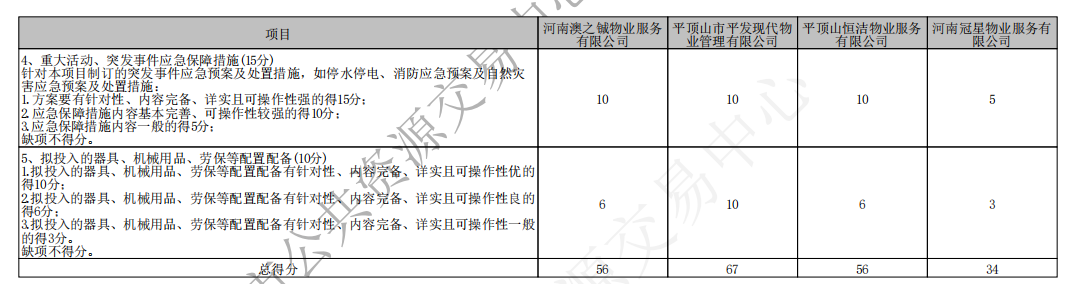 项目
河南澳之铖物业服务有限公司
平顶山市平发现代物业管理有限公司
平顶山恒洁物业服务有限公司
河南冠星物业服务有限公司
4、重大活动、突发事件应急保障措施(15分)
针对本项目制订的突发事件应急预案及处置措施，如停水停电、消防应急预案及自然灾
害应急预案及处置措施：
1.方案要有针对性、内容完备、详实且可操作性强的得15分；
2.应急保障措施内容基本完善、可操作性较强的得10分；
3.应急保障措施内容一般的得5分；
缺项不得分。
10
10
10
5
5、拟投入的器具、机械用品、劳保等配置配备(10分)
1.拟投入的器具、机械用品、劳保等配置配备有针对性、内容完备、详实且可操作性优的
得10分；
2.拟投入的器具、机械用品、劳保等配置配备有针对性、内容完备、详实且可操作性良的
得6分；
3.拟投入的器具、机械用品、劳保等配置配备有针对性、内容完备、详实且可操作性一般
的得3分。
缺项不得分。
6
10
6
3
总得分
56
67
56
34
市公共资源交易中心
资源交易中心